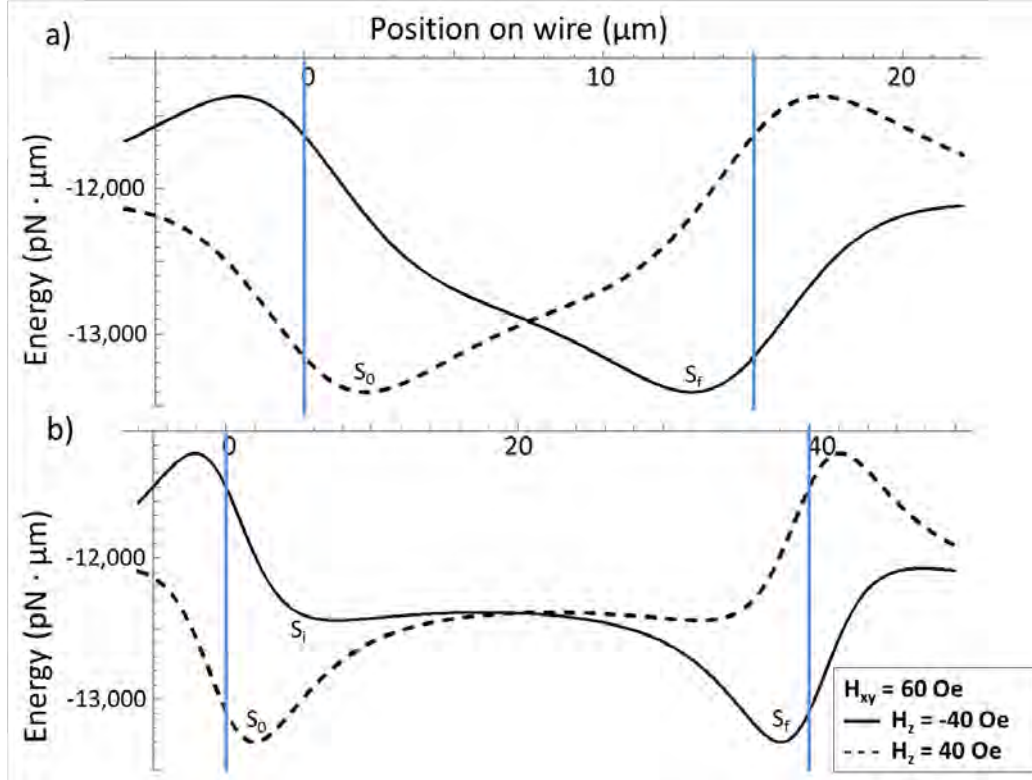 a)
Position on wire (μm)
0 10 20
Energy (pN · μm)
-12,000
-13,000
S0
Sf
b)
0 20 40
Energy (pN · μm)
-12,000
-13,000
Si
S0
Sf
Hxy = 60 Oe
Hz = -40 Oe
Hz = 40 Oe